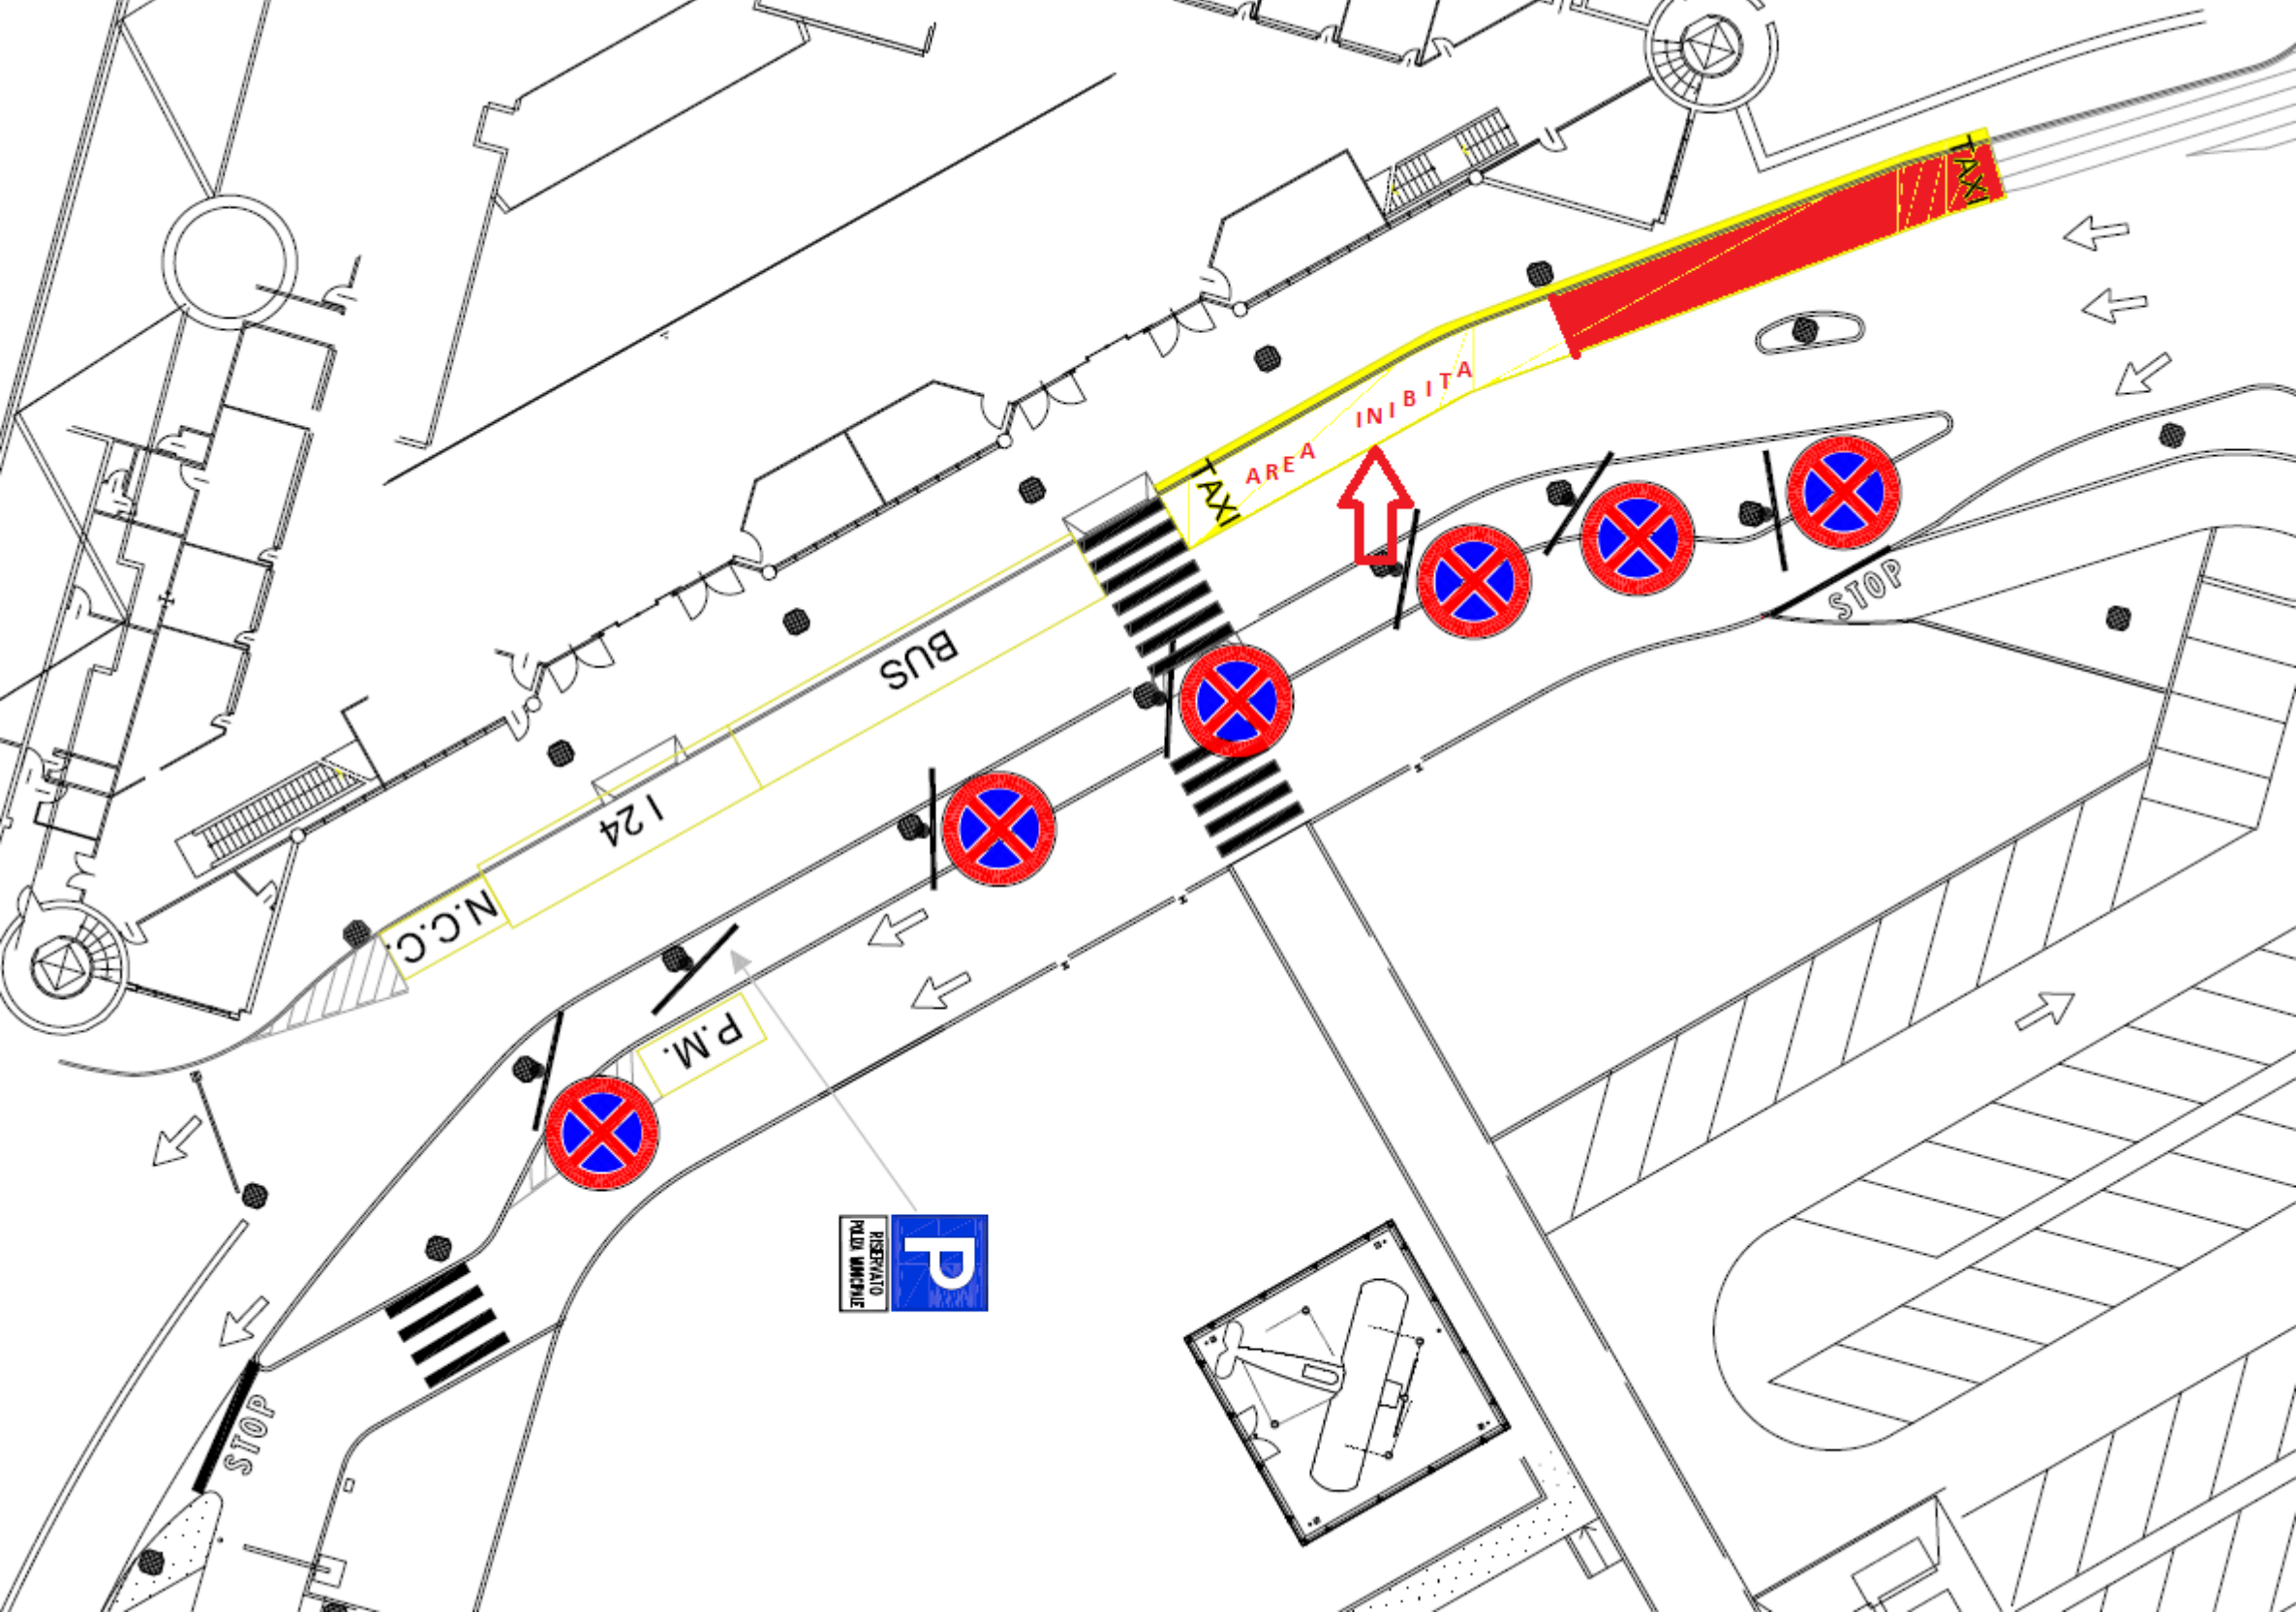 TAXI
AREA INIBITA
TAXI
STOP
BUS
I 24
N.C.C.
P.M.
P
RISERVATO
POLIZIA MUNICIPALE
STOP